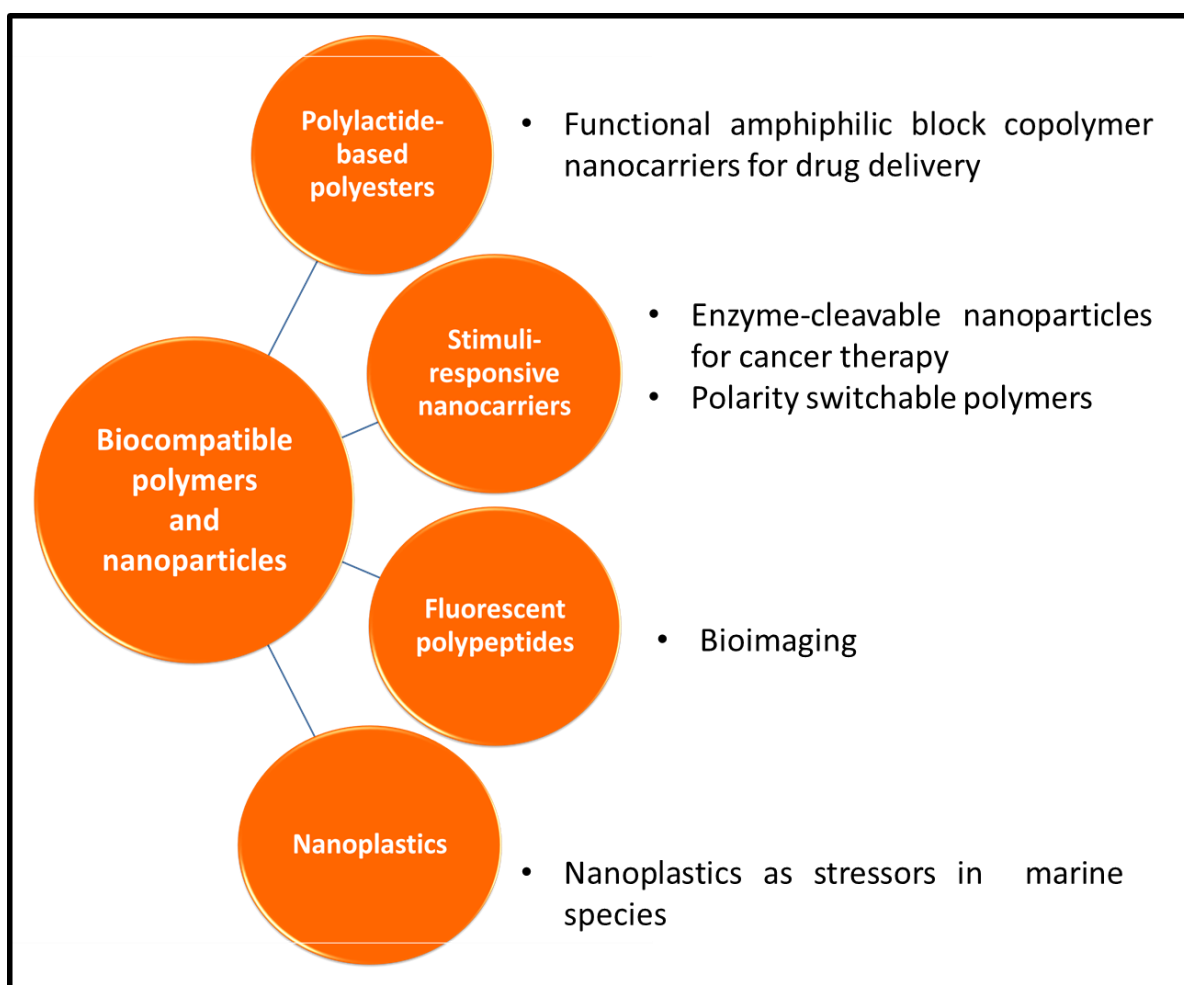 Polylactide-
based
polyesters
• Functional amphiphilic block copolymer
nanocarriers for drug delivery
Stimuli-
responsive
nanocarriers
• Enzyme-cleavable nanoparticles
for cancer therapy
• Polarity switchable polymers
Biocompatible
polymers
and
nanoparticles
Fluorescent
polypeptides
• Bioimaging
Nanoplastics
• Nanoplastics as stressors in marine
species